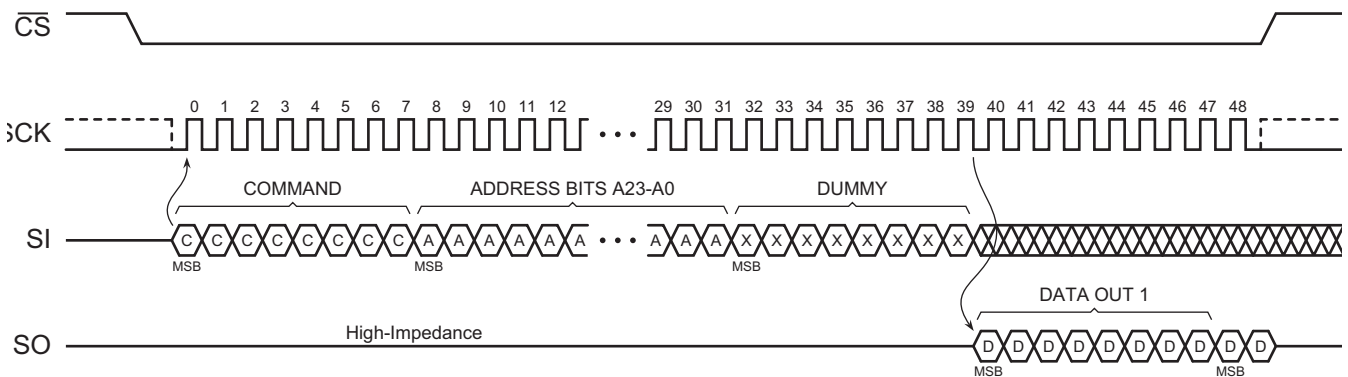 CS
0 1 2 3 4 5 6 7 8 9 10 11 12 29 30 31 32 33 34 35 36 37 38 39 40 41 42 43 44 45 46 47 48
SCK
COMMAND ADDRESS BITS A23-A0 DUMMY
SI C C C C C C C C A A A A A A • • • A A A X X X X X X X X
MSB MSB MSB
DATA OUT 1
High-Impedance
SO D D D D D D D D D D
MSB MSB